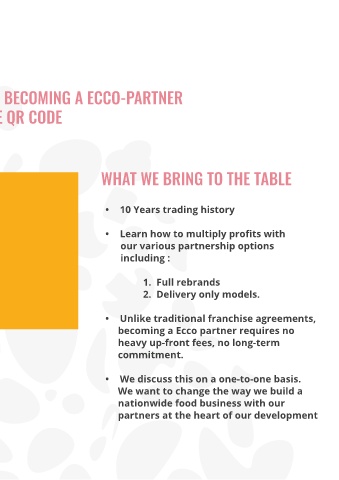 BECOMING A ECCO-PARTNER
E QR CODE
WHAT WE BRING TO THE TABLE
• 10 Years trading history
• Learn how to multiply profits with
our various partnership options
including :
1. Full rebrands
2. Delivery only models.
• Unlike traditional franchise agreements,
becoming a Ecco partner requires no
heavy up-front fees, no long-term
commitment.
• We discuss this on a one-to-one basis.
We want to change the way we build a
nationwide food business with our
partners at the heart of our development